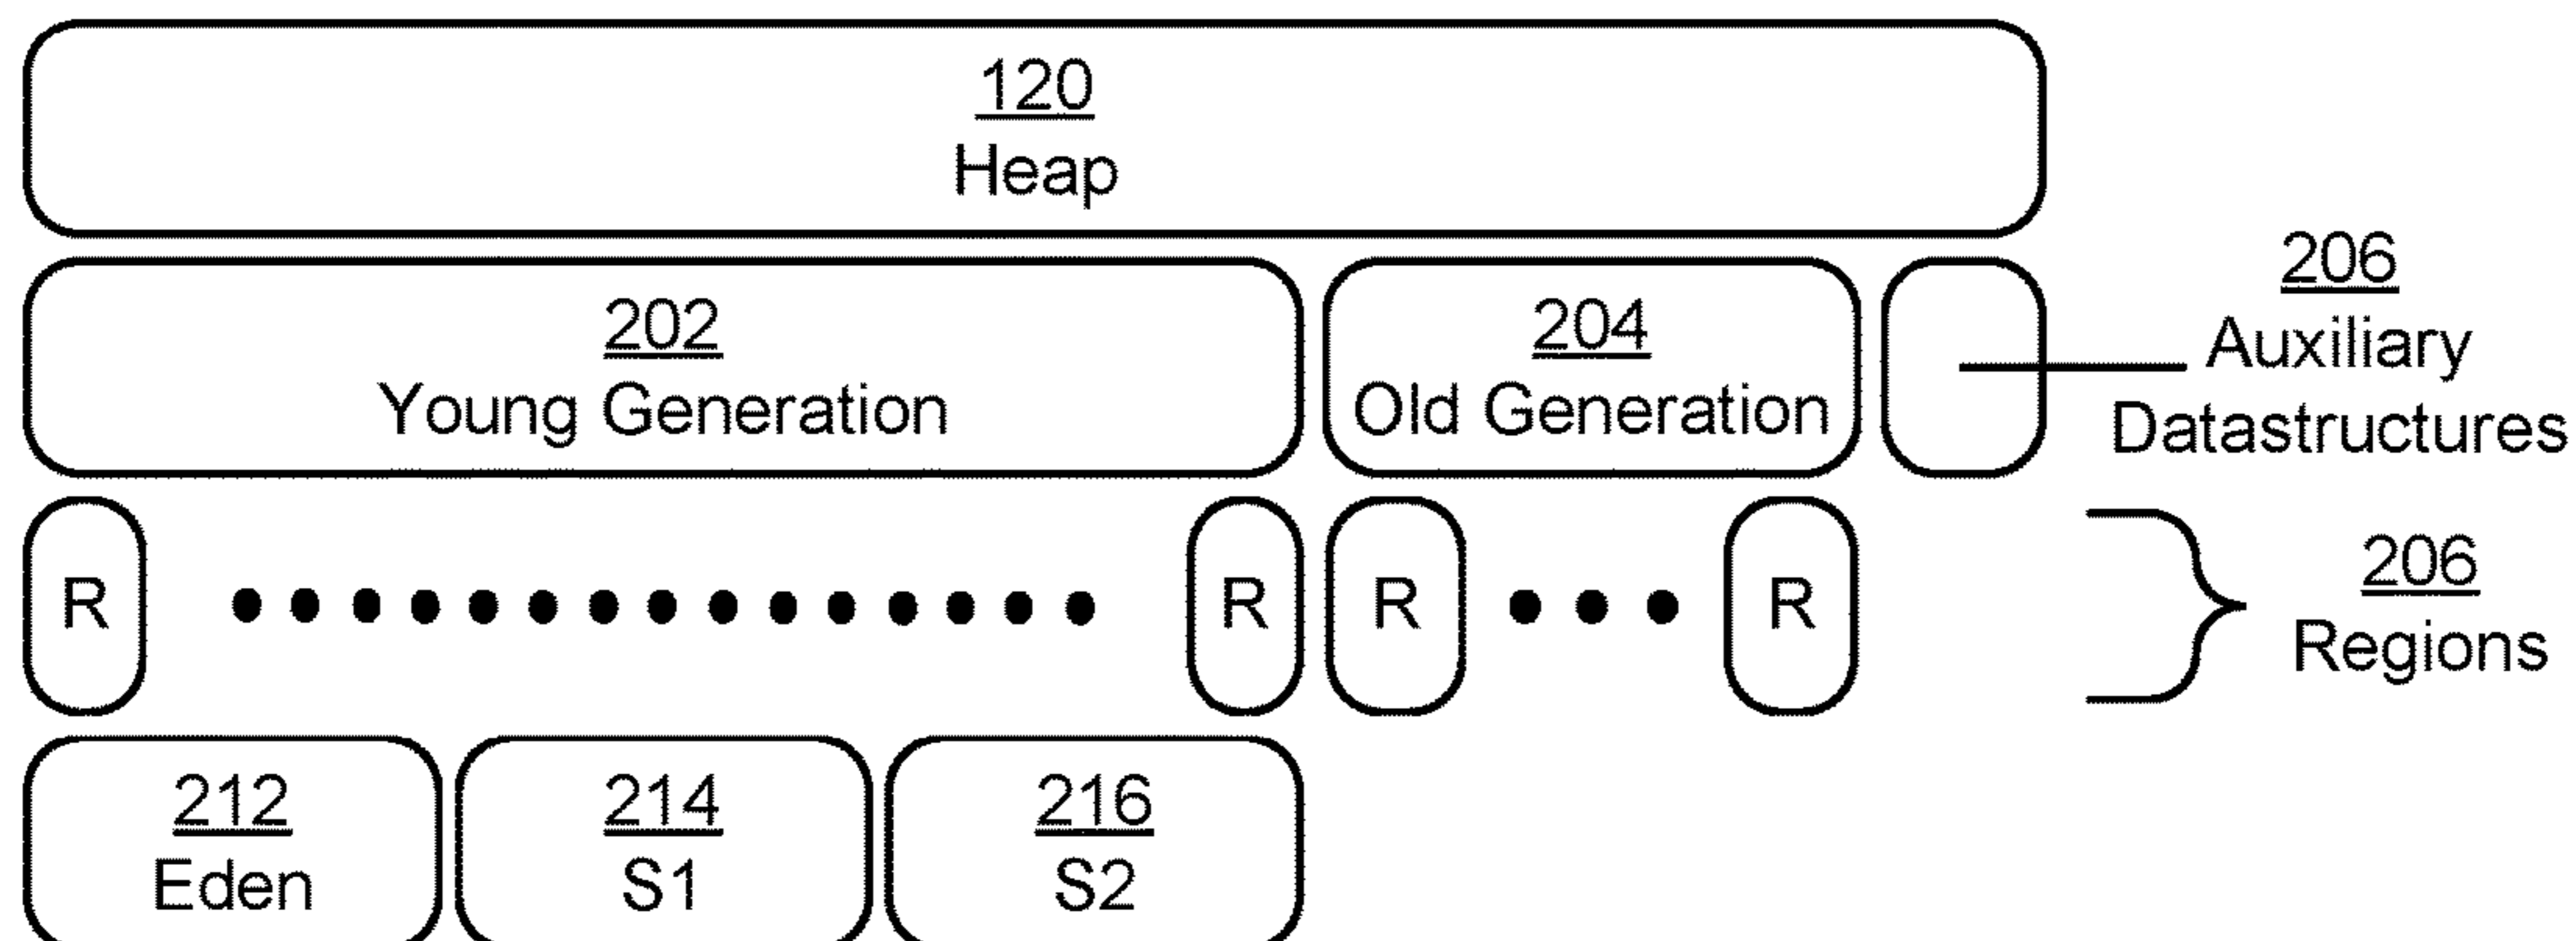 120
Heap
202
Young Generation
204
Old Generation
206
Auxiliary
Datastructures
R
R
R
R
206
Regions
212
Eden
214
S1
216
S2